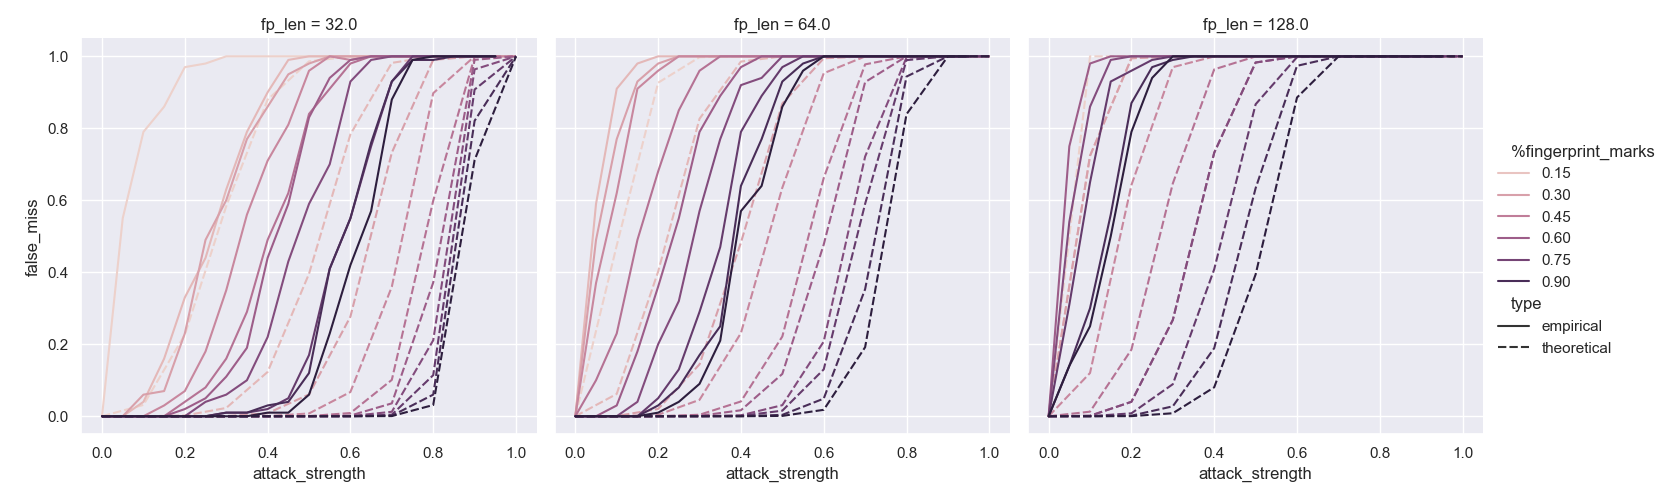 fp_len = 32.0
fp_len = 64.0
fp_len = 128.0
false_miss
1.0
0.8
0.6
0.4
0.2
0.0
0.0 0.2 0.4 0.6 0.8 1.0
0.0 0.2 0.4 0.6 0.8 1.0
0.0 0.2 0.4 0.6 0.8 1.0
attack_strength
attack_strength
attack_strength
%fingerprint_marks
0.15
0.30
0.45
0.60
0.75
0.90
type
empirical
theoretical